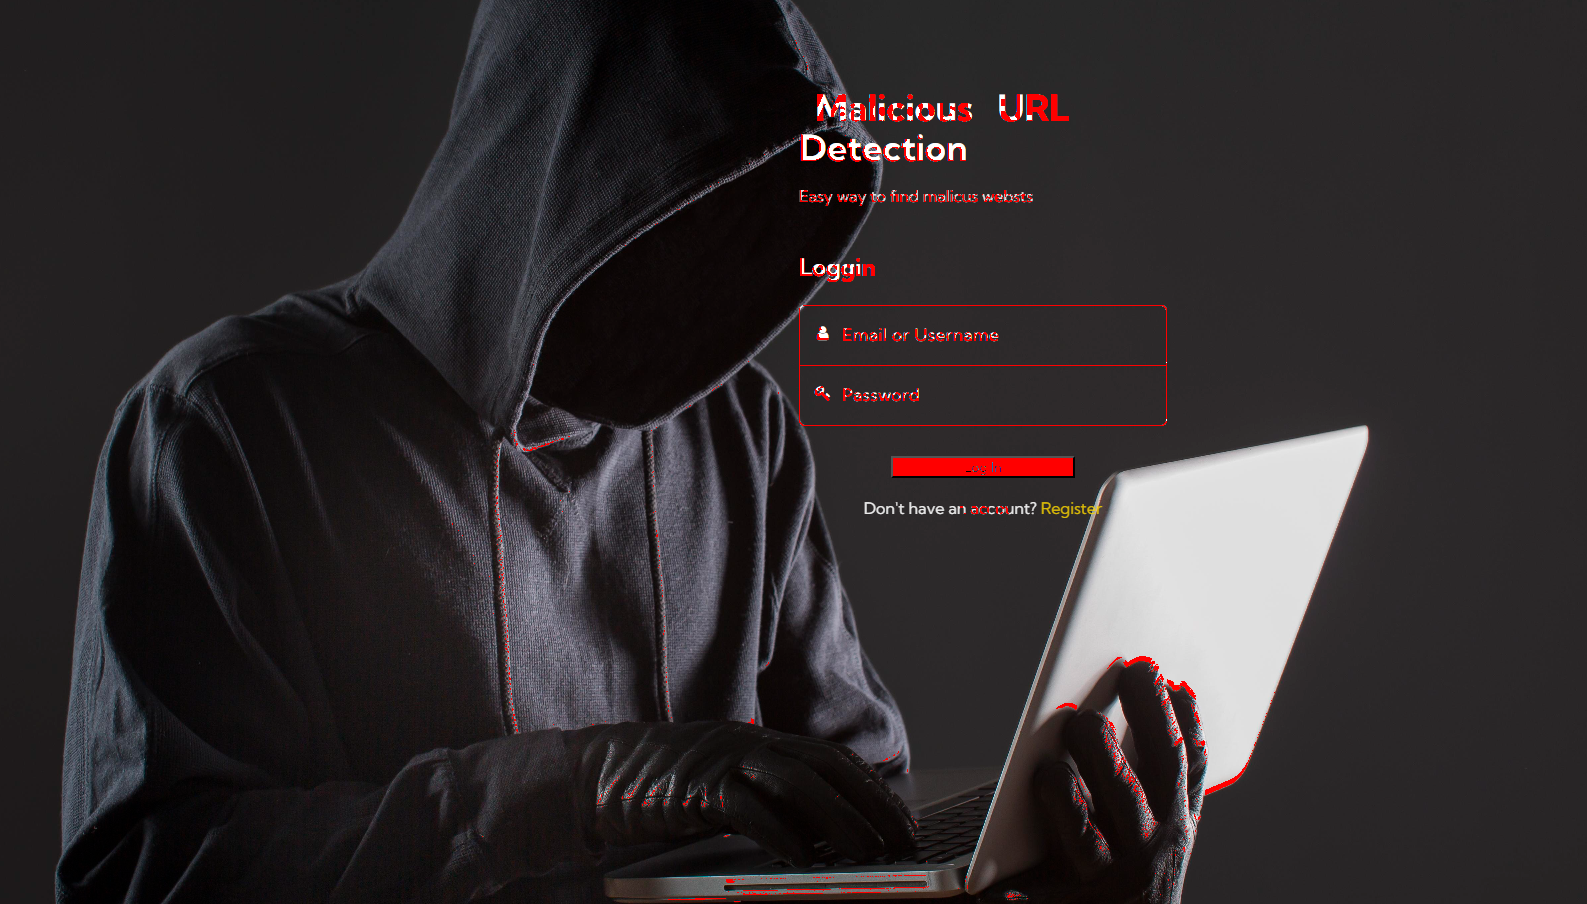 Malicious URL
Detection
Easy way to find malicus websts
Login
Email or Username
Password
Log In
Don't have an account? Register